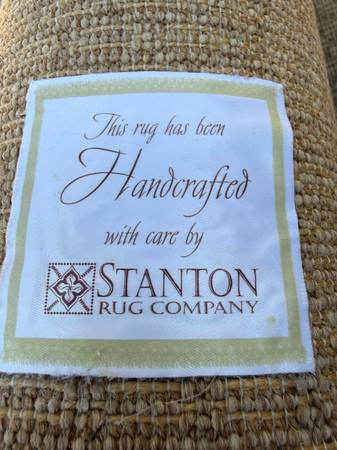 This rug has been
Handcrafted
with care by
STANTON
RUG COMPANY